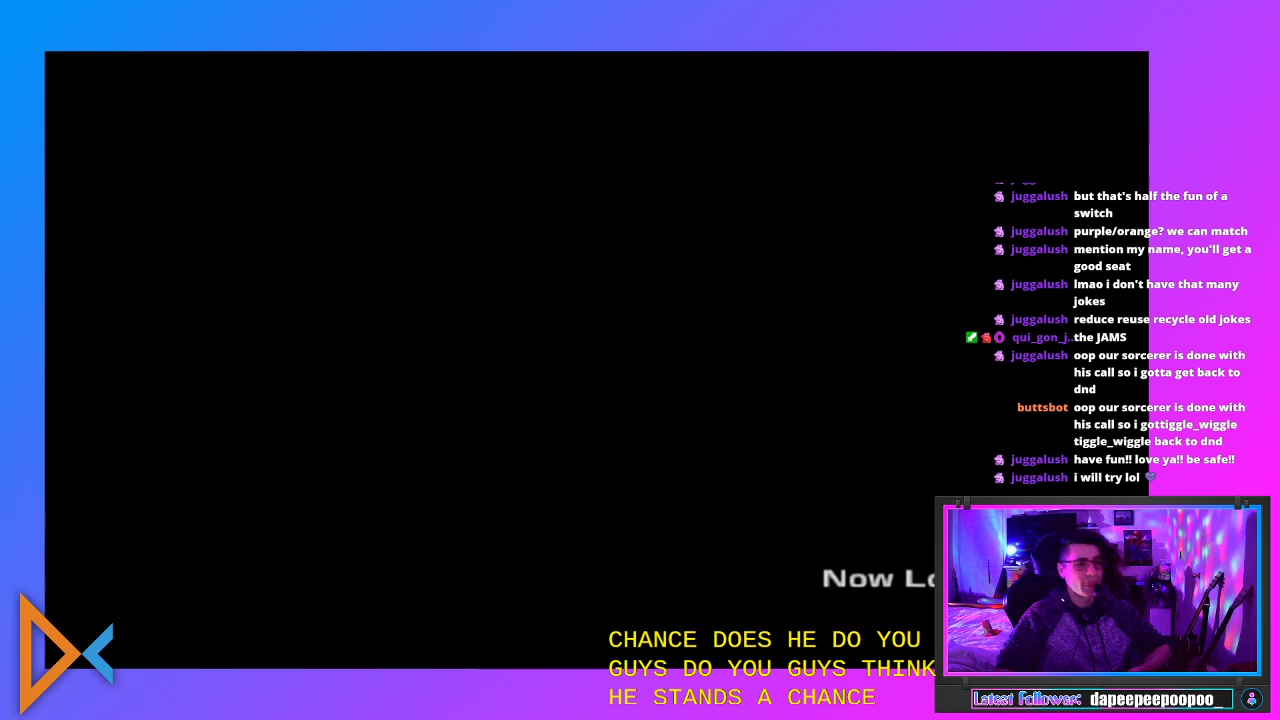 juggalush but that's half the fun of a
switch
juggalush purple/orange? we can match
juggalush mention my name, you'll get a
good seat
juggalush lmao i don't have that many
jokes
juggalush reduce reuse recycle old jokes
qui_gon_j.. the JAMS
juggalush oop our sorcerer is done with
his call so i gotta get back to
dnd
buttsbot oop our sorcerer is done with
his call so i gottiggle_wiggle
tiggle_wiggle back to dnd
juggalush have fun!! love ya!! be safe!!
juggalush i will try lol
Now Lo
CHANCE DOES HE DO YOU
GUYS DO YOU GUYS THINK
HE STANDS A CHANCE
Latest Follower: dapeepeepoopoo_